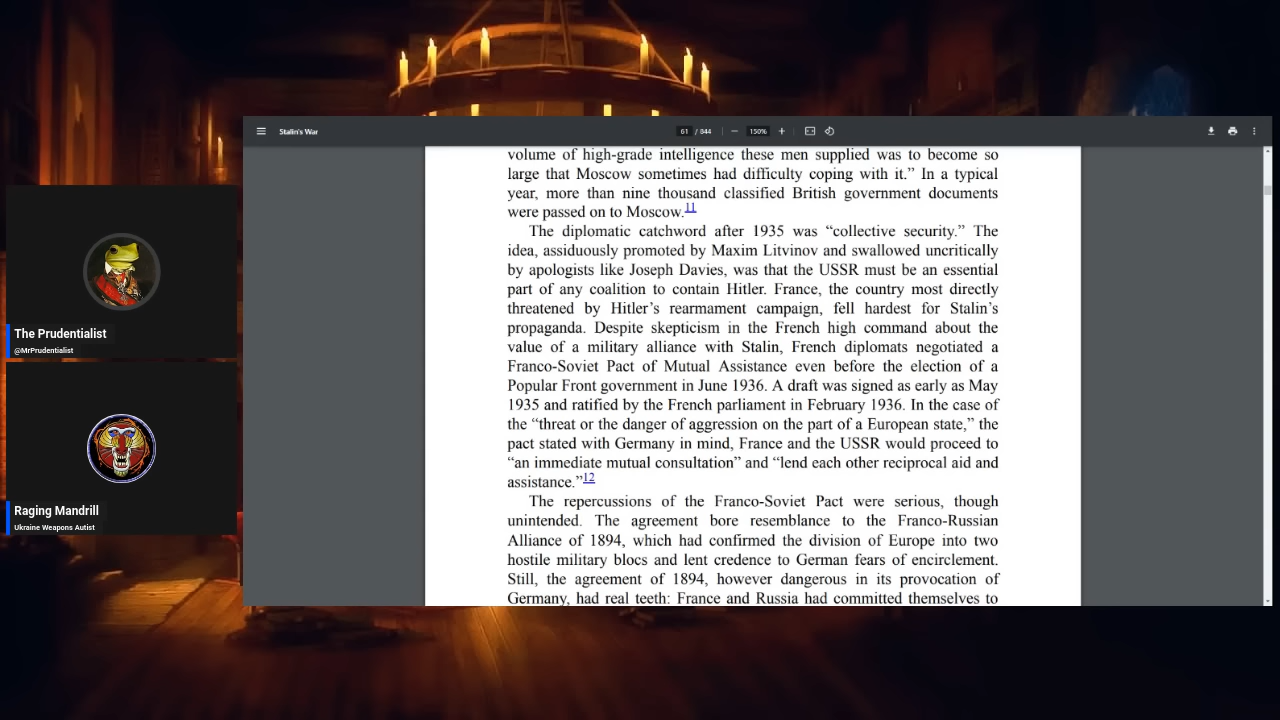 Stalin's War
61 / 844
150%
volume of high-grade intelligence these men supplied was to become so
large that Moscow sometimes had difficulty coping with it.” In a typical
year, more than nine thousand classified British government documents
were passed on to Moscow.11
The diplomatic catchword after 1935 was “collective security.” The
idea, assiduously promoted by Maxim Litvinov and swallowed uncritically
by apologists like Joseph Davies, was that the USSR must be an essential
part of any coalition to contain Hitler. France, the country most directly
threatened by Hitler’s rearmament campaign, fell hardest for Stalin’s
propaganda. Despite skepticism in the French high command about the
value of a military alliance with Stalin, French diplomats negotiated a
Franco-Soviet Pact of Mutual Assistance even before the election of a
Popular Front government in June 1936. A draft was signed as early as May
1935 and ratified by the French parliament in February 1936. In the case of
the “threat or the danger of aggression on the part of a European state,” the
pact stated with Germany in mind, France and the USSR would proceed to
“an immediate mutual consultation” and “lend each other reciprocal aid and
assistance.”12
The repercussions of the Franco-Soviet Pact were serious, though
unintended. The agreement bore resemblance to the Franco-Russian
Alliance of 1894, which had confirmed the division of Europe into two
hostile military blocs and lent credence to German fears of encirclement.
Still, the agreement of 1894, however dangerous in its provocation of
Germany, had real teeth: France and Russia had committed themselves to
The Prudentialist
@MrPrudentialist
Raging Mandrill
Ukraine Weapons Autist